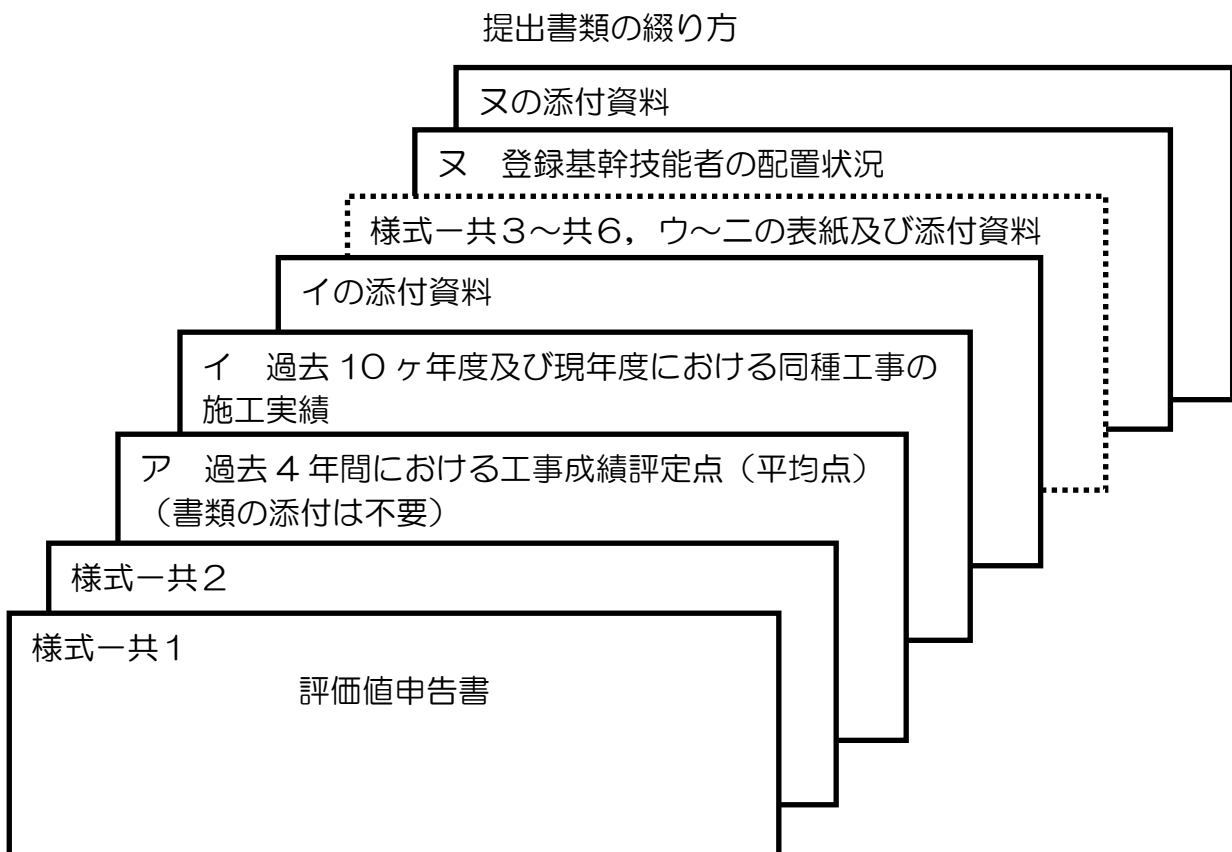 提出書類の綴り方
ヌの添付資料
ヌ　登録基幹技能者の配置状況
様式－共３～共６，ウ～ニの表紙及び添付資料
イの添付資料
イ　過去 10 ヶ年度及び現年度における同種工事の
施工実績
ア　過去 4 年間における工事成績評定点（平均点）
（書類の添付は不要）
様式－共２
様式－共１
評価値申告書